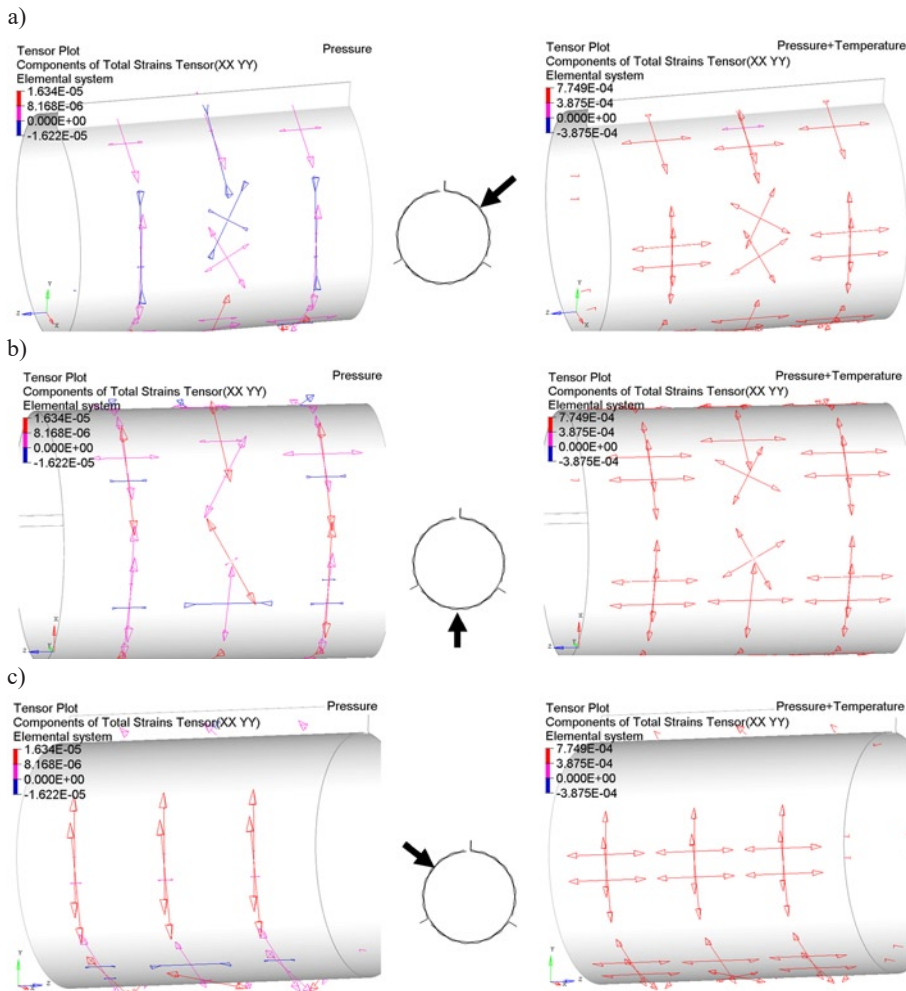 a)
Tensor Plot
Pressure
Components of Total Strains Tensor(XX YY)
Elemental system
1.634E-05
8.168E-06
0.000E+00
-1.622E-05
Y
Z
X
Tensor Plot
Pressure+Temperature
Components of Total Strains Tensor(XX YY)
Elemental system
7.749E-04
3.875E-04
0.000E+00
-3.875E-04
Y
Z
X
b)
Tensor Plot
Pressure
Components of Total Strains Tensor(XX YY)
Elemental system
1.634E-05
8.168E-06
0.000E+00
-1.622E-05
X
Z
Y
Tensor Plot
Pressure+Temperature
Components of Total Strains Tensor(XX YY)
Elemental system
7.749E-04
3.875E-04
0.000E+00
-3.875E-04
X
Z
Y
c)
Tensor Plot
Pressure
Components of Total Strains Tensor(XX YY)
Elemental system
1.634E-05
8.168E-06
0.000E+00
-1.622E-05
Y
Z
Tensor Plot
Pressure+Temperature
Components of Total Strains Tensor(XX YY)
Elemental system
7.749E-04
3.875E-04
0.000E+00
-3.875E-04
Y
Z